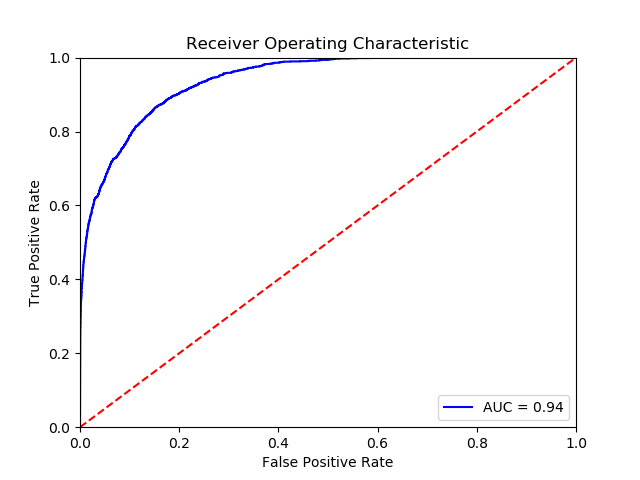 Receiver Operating Characteristic
1.0
0.8
0.6
0.4
0.2
0.0
True Positive Rate
AUC = 0.94
0.0 0.2 0.4 0.6 0.8 1.0
False Positive Rate